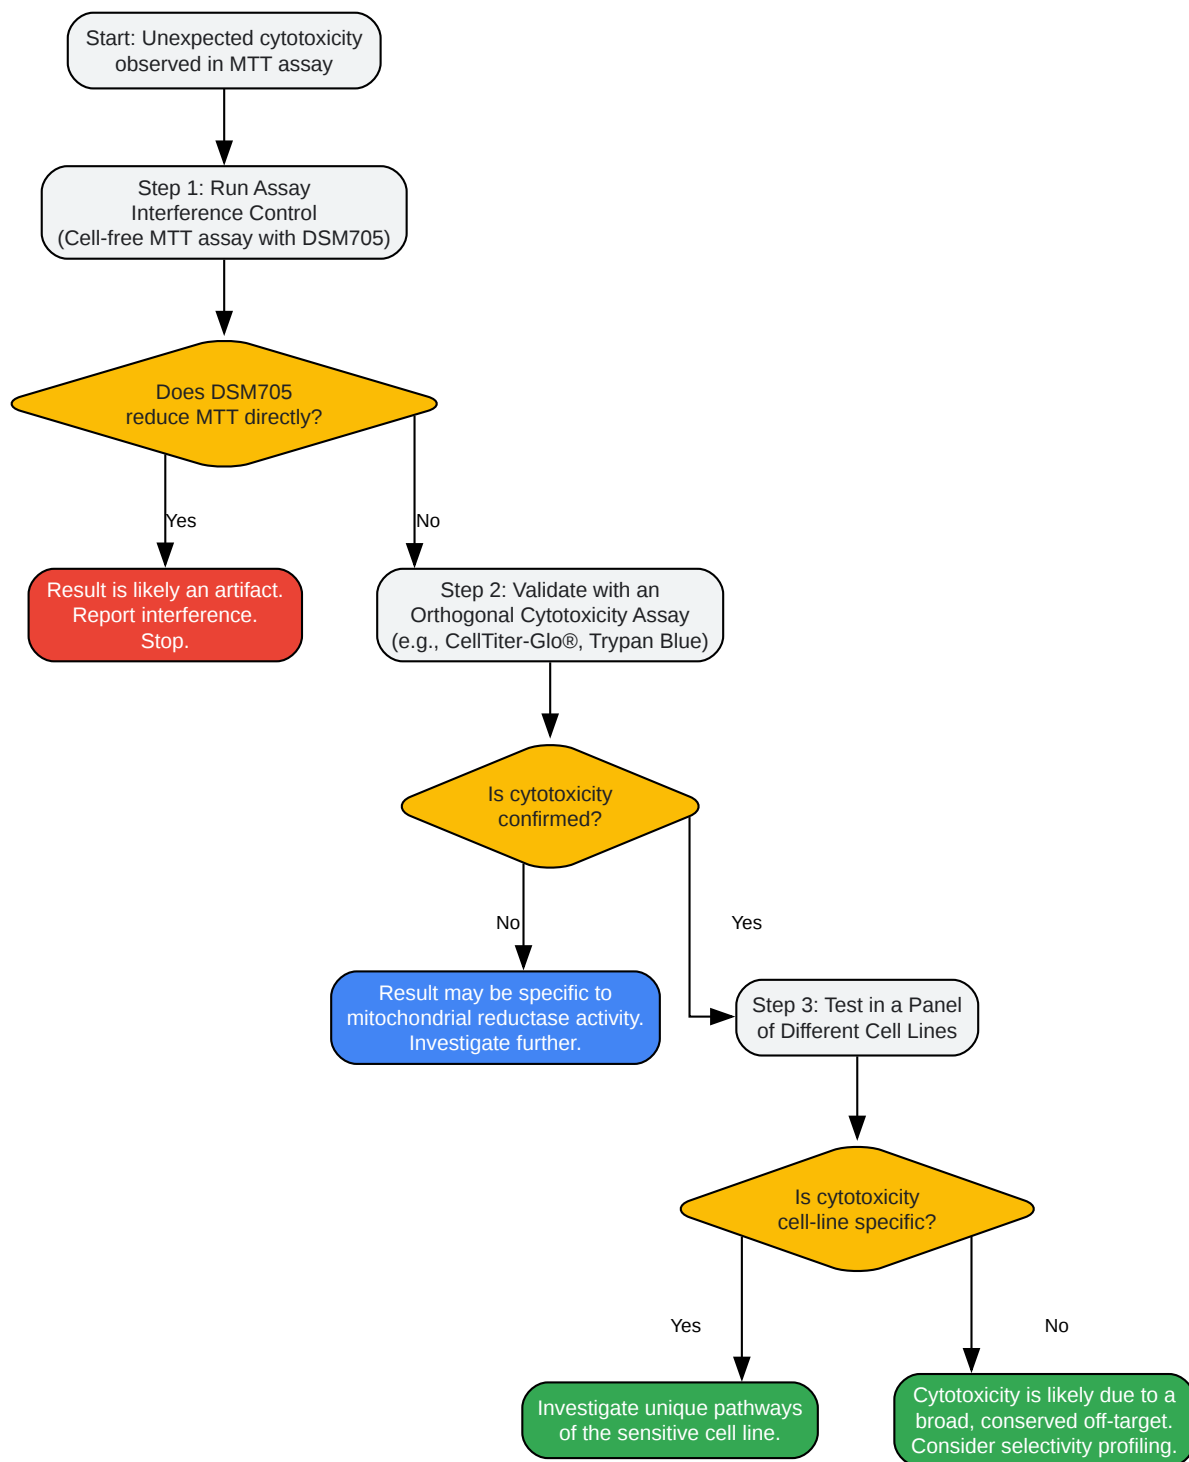 Start: Unexpected cytotoxicity
observed in MTT assay
Step 1: Run Assay
Interference Control
(Cell-free MTT assay with DSM705)
Does DSM705
reduce MTT directly?
Yes
No
Result is likely an artifact.
Report interference.
Stop.
Step 2: Validate with an
Orthogonal Cytotoxicity Assay
(e.g., CellTiter-Glo®, Trypan Blue)
Is cytotoxicity
confirmed?
No
Yes
Result may be specific to
mitochondrial reductase activity.
Investigate further.
Step 3: Test in a Panel
of Different Cell Lines
Is cytotoxicity
cell-line specific?
Yes
No
Investigate unique pathways
of the sensitive cell line.
Cytotoxicity is likely due to a
broad, conserved off-target.
Consider selectivity profiling.